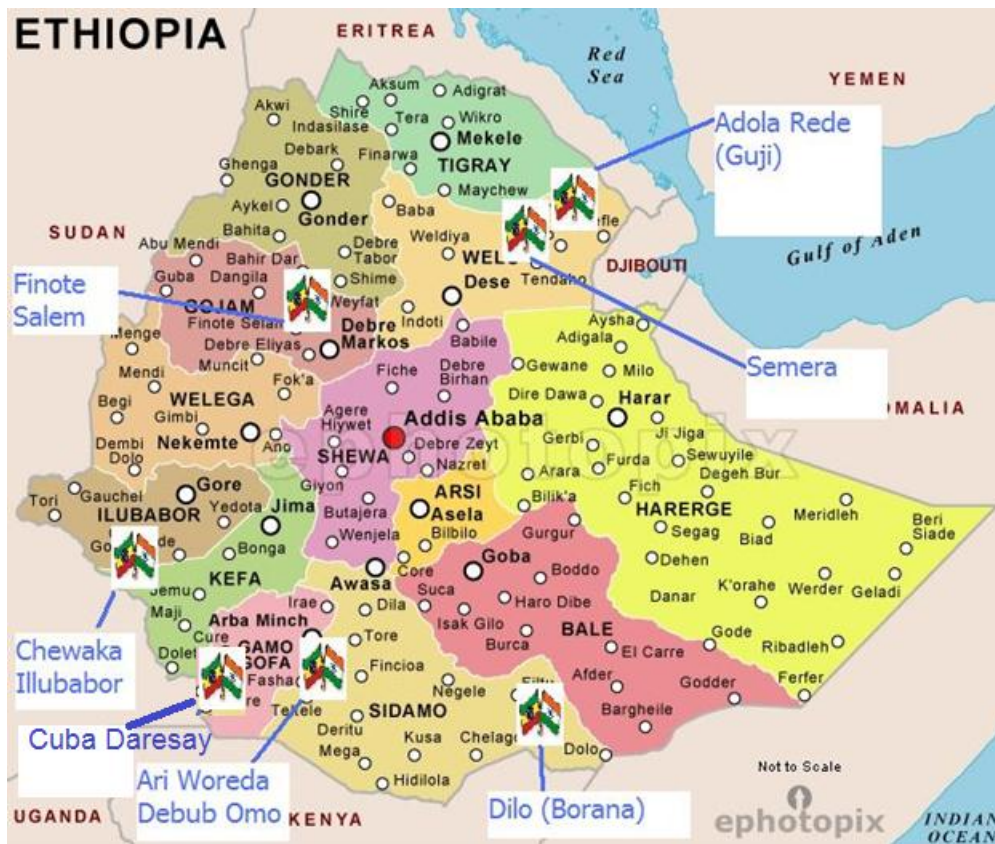 ETHIOPIA
ERITREA
Red
Sea
YEMEN
Adola Rede
(Guji)
Aksum
Adigrat
Shire
Tera
Wikro
Akwi
Indasilase
Mekele
Debark
Finarwa
TIGRAY
Ghenga
GONDER
Maychew
Aykel
Gonder
Baba
SUDAN
Bahita
Weldiya
Abu Mendi
Debre
Tabor
Bahir Dar
Gulf of Aden
DJIBOUTI
Tendaho
Guba
Dangila
Shime
Dese
Finote
Salem
GOJAM
Weyfat
Indoti
Aysha
Debre
Markos
Menge
Debre Eliyas
Babile
Adigala
Semera
Muncit
Fiche
Debre
Birhan
Gewane
Milo
Mendi
Fok'a
WELEGA
Dire Dawa
Harar
Begi
Gimbi
Agere
Hiywet
Addis Ababa
Ji Jiga
Nekemte
Ano
Debre Zeyt
Gerbi
Sewuyile
Dembi
Dolo
SHEWA
Nazret
Furda
Degeh Bur
ephotopix
Gore
Giyon
Arara
Tori
Gauchel
ARSI
Bilik'a
Fich
HARERGE
Meridleh
ILUBABOR
Yedota
Jima
Butajera
Asela
Gurgur
Segag
Beri
Siade
Bonga
Wenjela
Bilbilo
Goba
Dehen
Biad
KEFA
Awasa
Core
Boddo
K'orahe
Werder
Geladi
Jemu
Suca
Haro Dibe
Danar
Maji
Irae
Dila
Isak Gilo
BALE
Arba Minch
Burca
Gode
Ribadleh
Chewaka
Illubabor
Cure
Dolet
Tore
El Carre
Fasha
Fincioa
Negele
Afder
Godder
Ferfer
Cuba Daresay
SIDAMO
Bargheile
Deritu
Kusa
Chelago
Dolo
Mega
Hidilola
Ari Woreda
Debub Omo
Dilo (Borana)
Not to Scale
UGANDA
KENYA
ephotopix
INDIAN
OCEAN